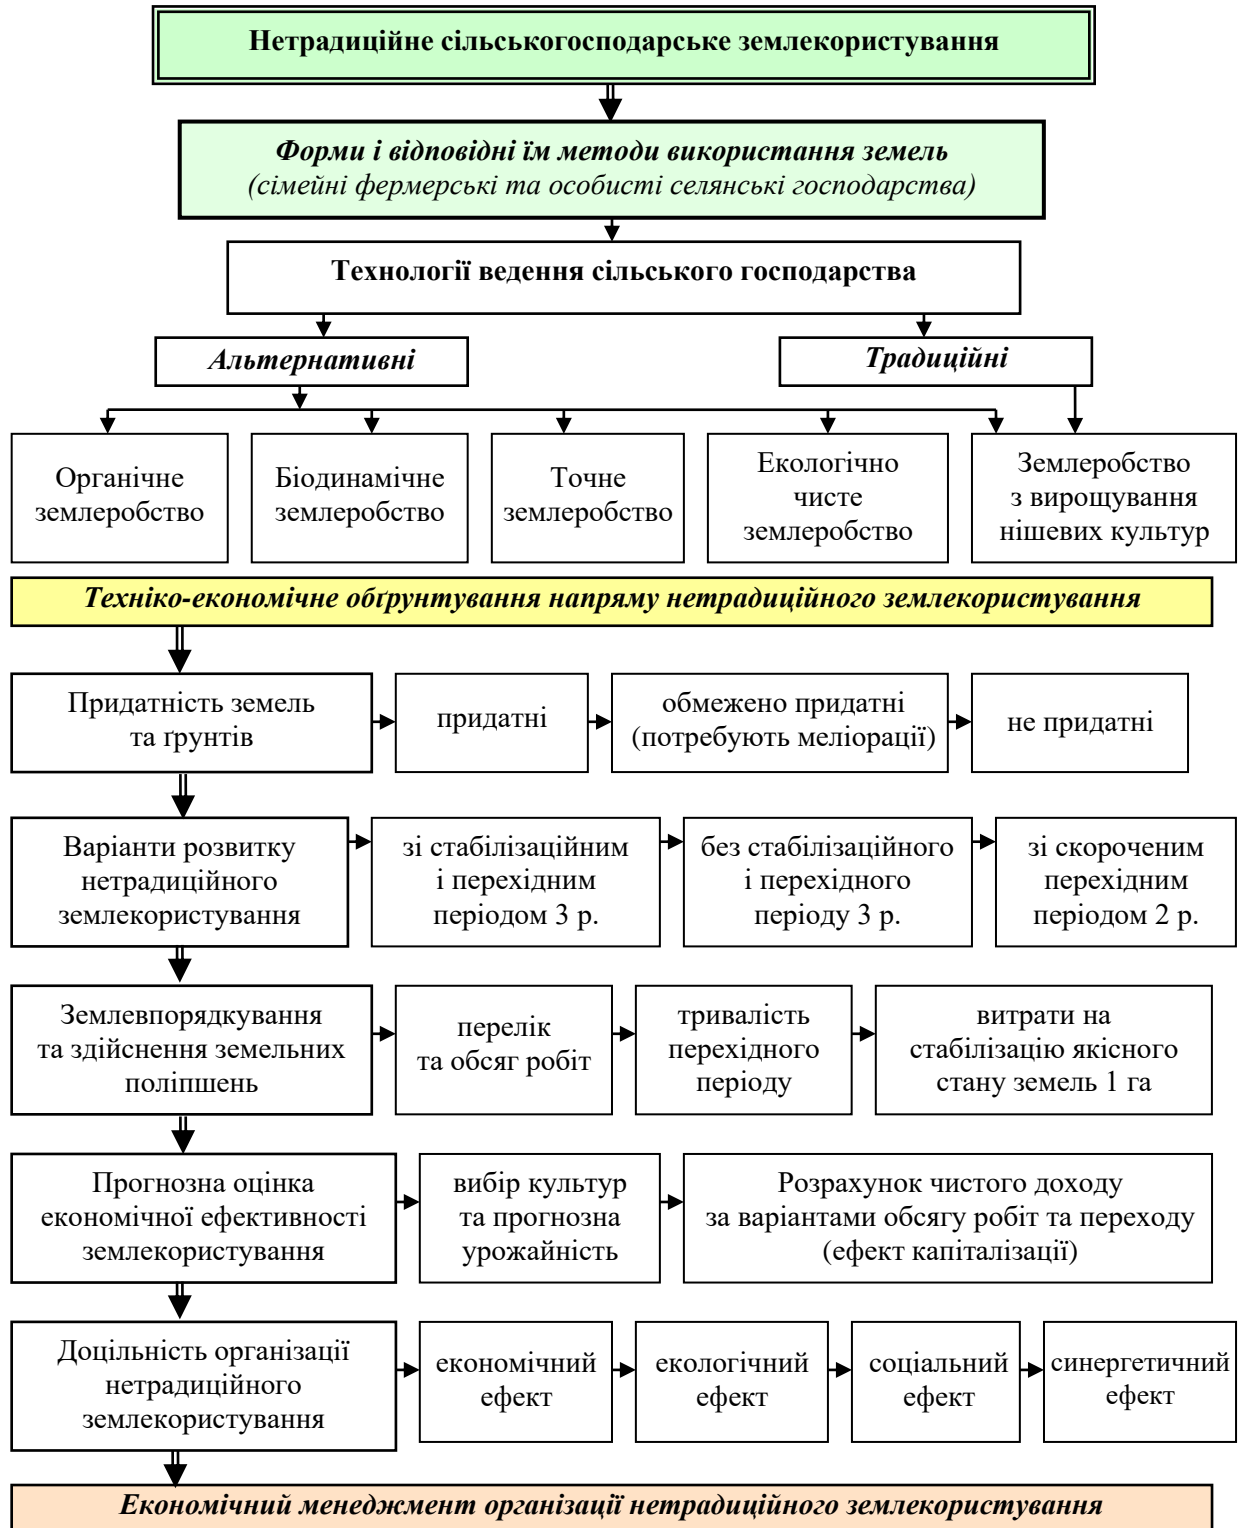 Нетрадиційне сільськогосподарське землекористування
Форми і відповідні їм методи використання земель
(сімейні фермерські та особисті селянські господарства)
Технології ведення сільського господарства
Альтернативні
Традиційні
Органічне
землеробство
Біодинамічне
землеробство
Точне
землеробство
Екологічно
чисте
землеробство
Землеробство
з вирощування
нішевих культур
Техніко-економічне обґрунтування напряму нетрадиційного землекористування
Придатність земель
та ґрунтів
придатні
обмежено придатні
(потребують меліорації)
не придатні
Варіанти розвитку
нетрадиційного
землекористування
зі стабілізаційним
і перехідним
періодом 3 р.
без стабілізаційного
і перехідного
періоду 3 р.
зі скороченим
перехідним
періодом 2 р.
Землевпорядкування
та здійснення земельних
поліпшень
перелік
та обсяг робіт
тривалість
перехідного
періоду
витрати на
стабілізацію якісного
стану земель 1 га
Прогнозна оцінка
економічної ефективності
землекористування
вибір культур
та прогнозна
урожайність
Розрахунок чистого доходу
за варіантами обсягу робіт та переходу
(ефект капіталізації)
Доцільність організації
нетрадиційного
землекористування
економічний
ефект
екологічний
ефект
соціальний
ефект
синергетичний
ефект
Економічний менеджмент організації нетрадиційного землекористування